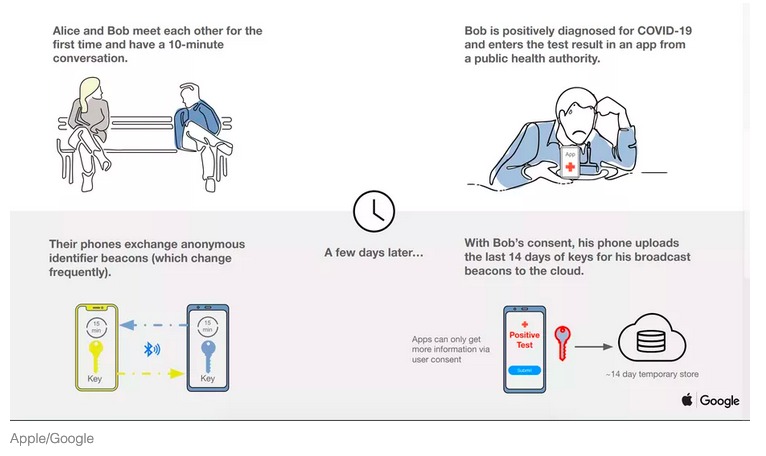 Alice and Bob meet each other for the
first time and have a 10-minute
conversation.
Bob is positively diagnosed for COVID-19
and enters the test result in an app from
a public health authority.
App
Their phones exchange anonymous
identifier beacons (which change
frequently).
15
min
Key
15
min
Key
A few days later…
With Bob's consent, his phone uploads
the last 14 days of keys for his broadcast
beacons to the cloud.
Apps can only get
more information via
user consent
Positive
Test
Submit
~14 day temporary store
Google
Apple/Google